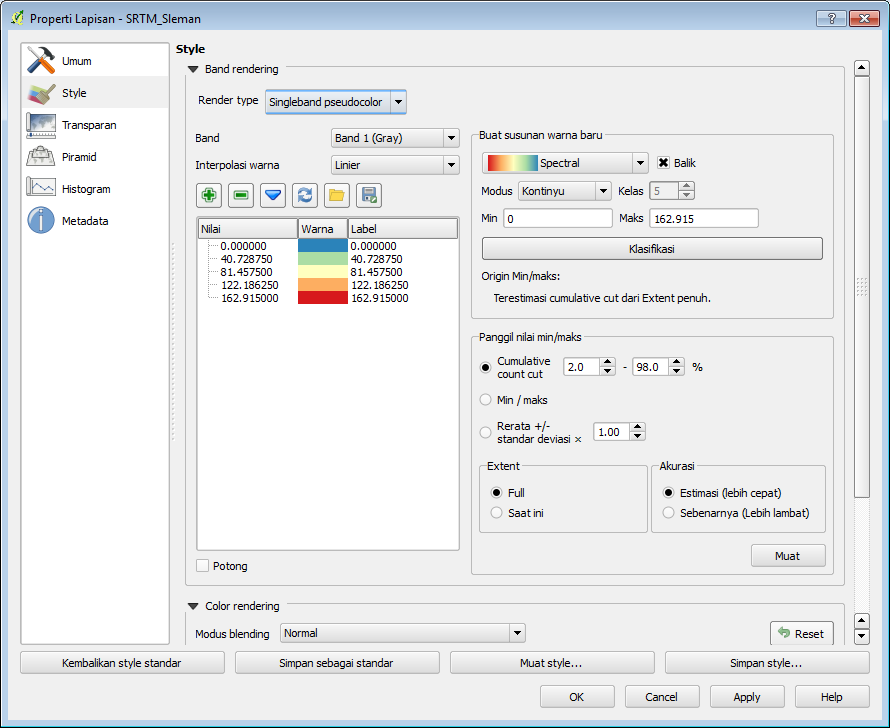 Properti Lapisan - SRTM_Sleman
?
Umum
Style
Transparan
Piramid
Histogram
Metadata
Style
Band rendering
Render type Singleband pseudocolor
Band Band 1 (Gray)
Interpolasi warna Linier
Nilai Warna Label
0.000000 0.000000
40.728750 40.728750
81.457500 81.457500
122.186250 122.186250
162.915000 162.915000
Potong
Buat susunan warna baru
Spectral Balik
Modus Kontinyu Kelas 5
Min 0 Maks 162.915
Klasifikasi
Origin Min/maks:
Terestimasi cumulative cut dari Extent penuh.
Panggil nilai min/maks
Cumulative
count cut 2.0 - 98.0 %
Min / maks
Rerata +/-
standar deviasi × 1.00
Extent
Full
Saat ini
Akurasi
Estimasi (lebih cepat)
Sebenarnya (Lebih lambat)
Muat
Color rendering
Modus blending Normal Reset
Kembalikan style standar Simpan sebagai standar Muat style... Simpan style...
OK Cancel Apply Help